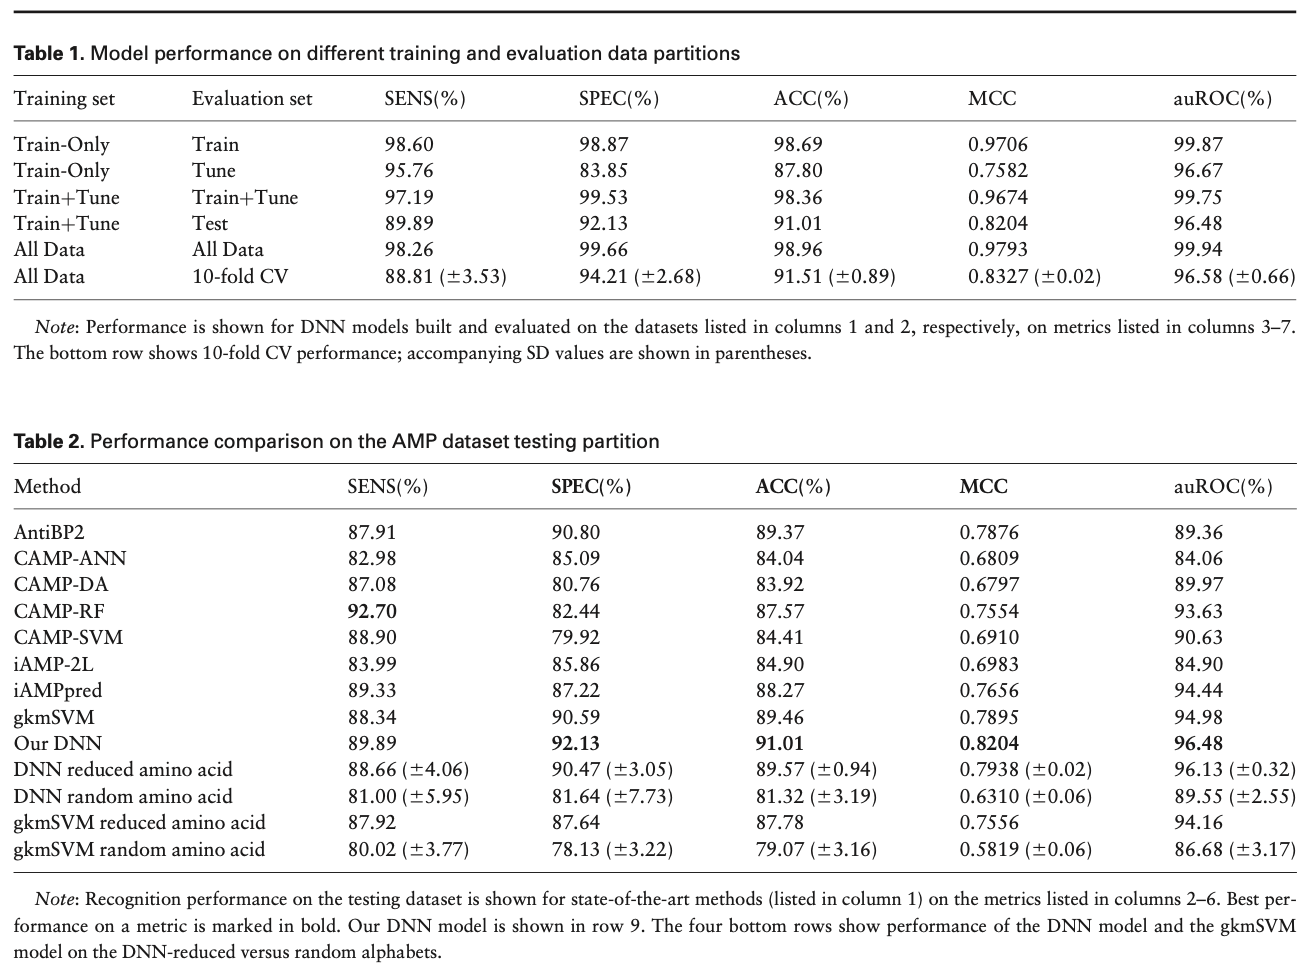 Table 1. Model performance on different training and evaluation data partitions
Training set Evaluation set SENS(%) SPEC(%) ACC(%) MCC auROC(%)
Train-Only Train 98.60 98.87 98.69 0.9706 99.87
Train-Only Tune 95.76 83.85 87.80 0.7582 96.67
Train+Tune Train+Tune 97.19 99.53 98.36 0.9674 99.75
Train+Tune Test 89.89 92.13 91.01 0.8204 96.48
All Data All Data 98.26 99.66 98.96 0.9793 99.94
All Data 10-fold CV 88.81 (±3.53) 94.21 (±2.68) 91.51 (±0.89) 0.8327 (±0.02) 96.58 (±0.66)
Note: Performance is shown for DNN models built and evaluated on the datasets listed in columns 1 and 2, respectively, on metrics listed in columns 3–7.
The bottom row shows 10-fold CV performance; accompanying SD values are shown in parentheses.
Table 2. Performance comparison on the AMP dataset testing partition
Method SENS(%) SPEC(%) ACC(%) MCC auROC(%)
AntiBP2 87.91 90.80 89.37 0.7876 89.36
CAMP-ANN 82.98 85.09 84.04 0.6809 84.06
CAMP-DA 87.08 80.76 83.92 0.6797 89.97
CAMP-RF 92.70 82.44 87.57 0.7554 93.63
CAMP-SVM 88.90 79.92 84.41 0.6910 90.63
iAMP-2L 83.99 85.86 84.90 0.6983 84.90
iAMPpred 89.33 87.22 88.27 0.7656 94.44
gkmSVM 88.34 90.59 89.46 0.7895 94.98
Our DNN 89.89 92.13 91.01 0.8204 96.48
DNN reduced amino acid 88.66 (±4.06) 90.47 (±3.05) 89.57 (±0.94) 0.7938 (±0.02) 96.13 (±0.32)
DNN random amino acid 81.00 (±5.95) 81.64 (±7.73) 81.32 (±3.19) 0.6310 (±0.06) 89.55 (±2.55)
gkmSVM reduced amino acid 87.92 87.64 87.78 0.7556 94.16
gkmSVM random amino acid 80.02 (±3.77) 78.13 (±3.22) 79.07 (±3.16) 0.5819 (±0.06) 86.68 (±3.17)
Note: Recognition performance on the testing dataset is shown for state-of-the-art methods (listed in column 1) on the metrics listed in columns 2–6. Best per-
formance on a metric is marked in bold. Our DNN model is shown in row 9. The four bottom rows show performance of the DNN model and the gkmSVM
model on the DNN-reduced versus random alphabets.